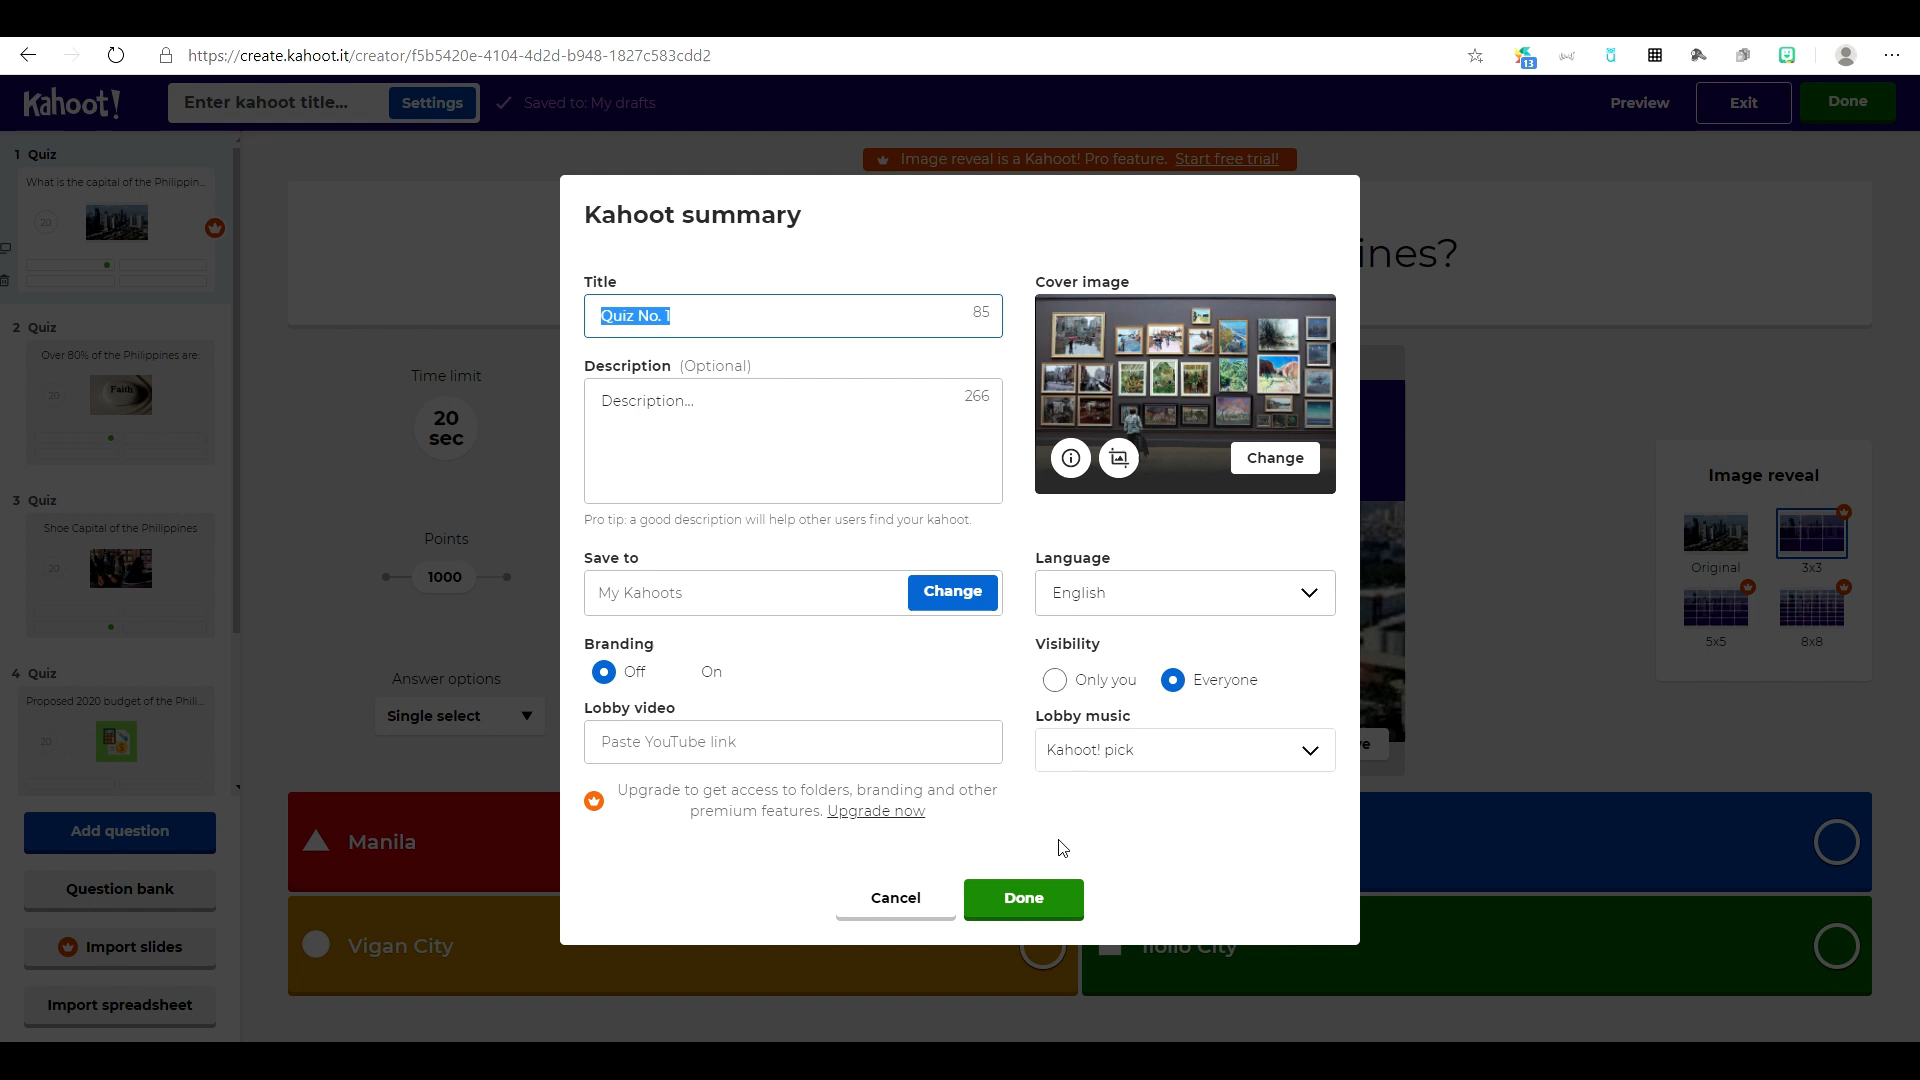 https://create.kahoot.it/creator/f5b5420e-4104-4d2d-b948-1827c583cdd2
13
Kahoot!
Enter kahoot title...
Settings
Saved to: My drafts
Preview
Exit
Done
1 Quiz
What is the capital of the Philippin...
20
2 Quiz
Over 80% of the Philippines are:
Faith
20
3 Quiz
Shoe Capital of the Philippines
20
4 Quiz
Proposed 2020 budget of the Phili...
20
Add question
Question bank
Import slides
Import spreadsheet
Image reveal is a Kahoot! Pro feature. Start free trial!
ines?
Time limit
20
sec
Points
1000
Answer options
Single select
Kahoot summary
Title
Quiz No. 1
85
Description (Optional)
Description...
266
Pro tip: a good description will help other users find your kahoot.
Save to
My Kahoots
Change
Branding
Off
On
Lobby video
Paste YouTube link
Upgrade to get access to folders, branding and other
premium features. Upgrade now
Cover image
Change
Language
English
Visibility
Only you
Everyone
Lobby music
Kahoot! pick
Cancel
Done
Image reveal
Original
3x3
5x5
8x8
Manila
Vigan City
Iloilo City